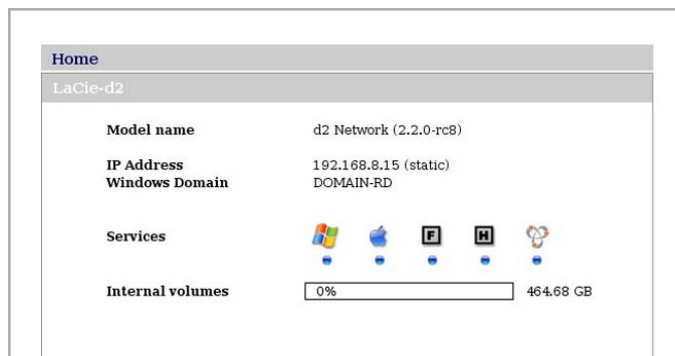 Home
LaCie-d2
Model name d2 Network (2.2.0-rc8)
IP Address 192.168.8.15 (static)
Windows Domain DOMAIN-RD
Services F H
Internal volumes 0% 464.68 GB